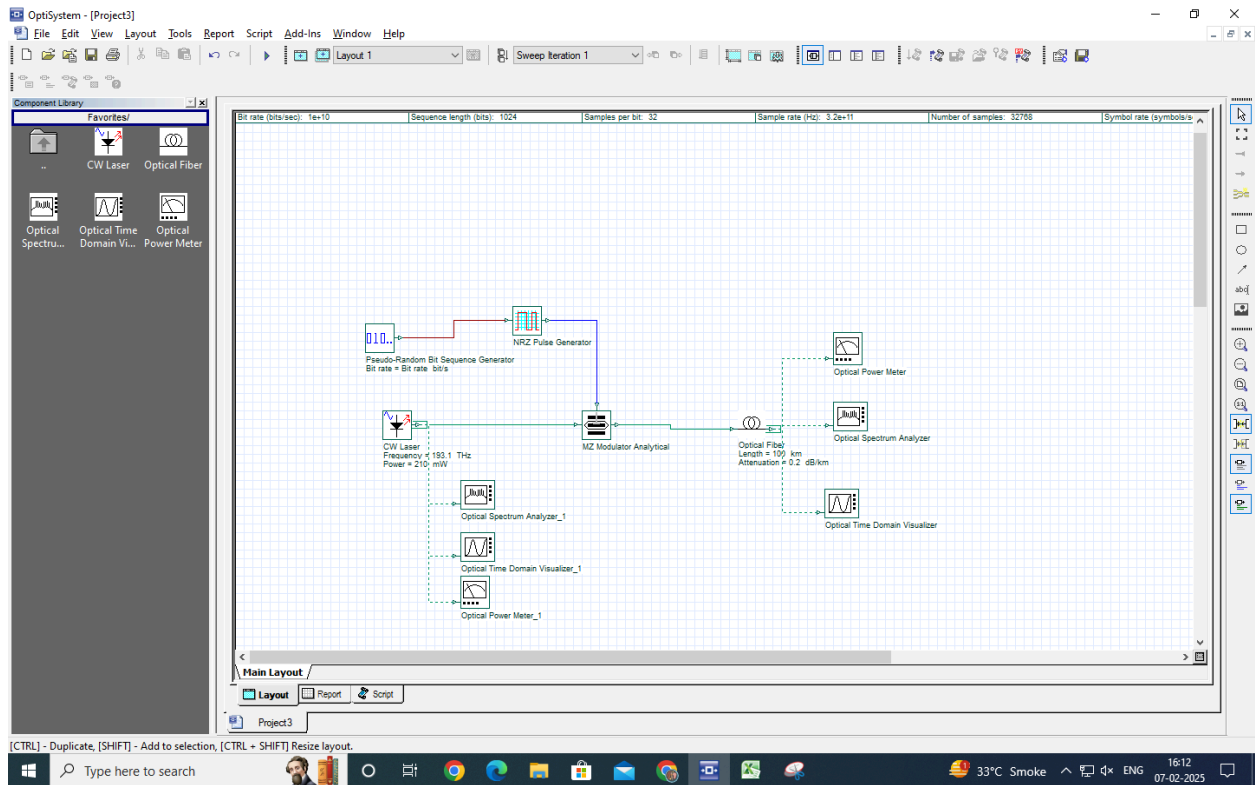 OptiSystem - [Project3]
File Edit View Layout Tools Report Script Add-Ins Window Help
Layout 1
Sweep Iteration 1
Component Library
Favorites/
..
CW Laser
Optical Fiber
Optical Spectru...
Optical Time Domain Vi...
Optical Power Meter
Bit rate (bits/sec): 1e+10
Sequence length (bits): 1024
Samples per bit: 32
Sample rate (Hz): 3.2e+11
Number of samples: 32768
Symbol rate (symbols/s
010..
NRZ Pulse Generator
Pseudo-Random Bit Sequence Generator
Bit rate = Bit rate bit/s
Optical Power Meter
CW Laser
Frequency = 193.1 THz
Power = 210 mW
MZ Modulator Analytical
Optical Fiber
Length = 100 km
Attenuation = 0.2 dB/km
Optical Spectrum Analyzer
Optical Spectrum Analyzer_1
Optical Time Domain Visualizer
Optical Time Domain Visualizer_1
Optical Power Meter_1
Main Layout
Layout
Report
Script
Project3
[CTRL] - Duplicate, [SHIFT] - Add to selection, [CTRL + SHIFT] Resize layout.
Type here to search
33°C Smoke
ENG
16:12
07-02-2025